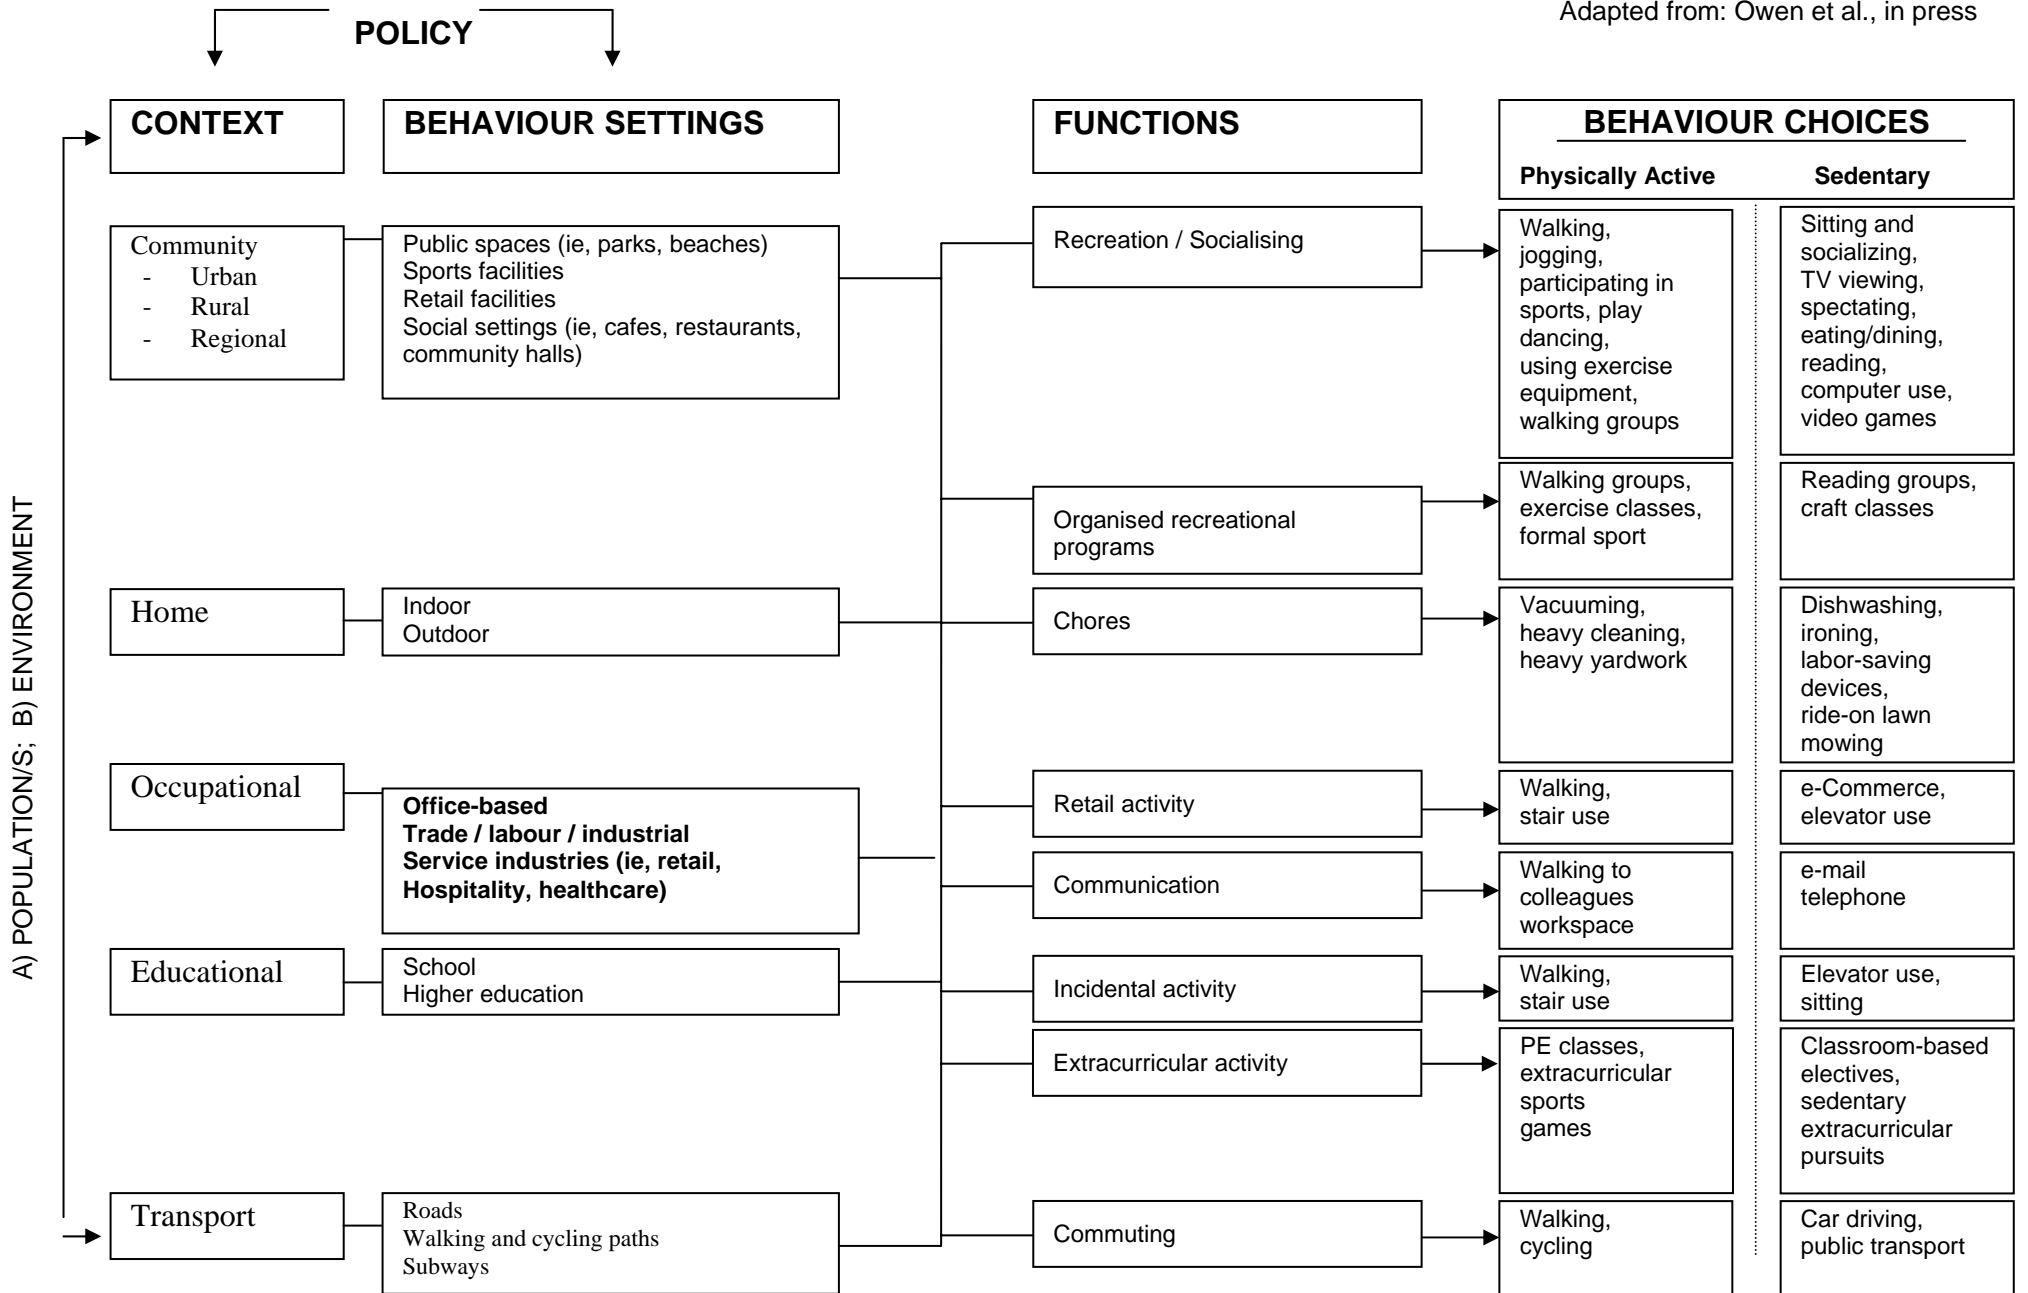 Adapted from: Owen et al., in press
POLICY
CONTEXT
BEHAVIOUR SETTINGS
FUNCTIONS
BEHAVIOUR CHOICES
Physically Active
Sedentary
A) POPULATION/S; B) ENVIRONMENT
Community
- Urban
- Rural
- Regional
Public spaces (ie, parks, beaches)
Sports facilities
Retail facilities
Social settings (ie, cafes, restaurants,
community halls)
Recreation / Socialising
Walking,
jogging,
participating in
sports, play
dancing,
using exercise
equipment,
walking groups
Sitting and
socializing,
TV viewing,
spectating,
eating/dining,
reading,
computer use,
video games
Organised recreational
programs
Walking groups,
exercise classes,
formal sport
Reading groups,
craft classes
Home
Indoor
Outdoor
Chores
Vacuuming,
heavy cleaning,
heavy yardwork
Dishwashing,
ironing,
labor-saving
devices,
ride-on lawn
mowing
Occupational
Office-based
Trade / labour / industrial
Service industries (ie, retail,
Hospitality, healthcare)
Retail activity
Walking,
stair use
e-Commerce,
elevator use
Communication
Walking to
colleagues
workspace
e-mail
telephone
Educational
School
Higher education
Incidental activity
Walking,
stair use
Elevator use,
sitting
Extracurricular activity
PE classes,
extracurricular
sports
games
Classroom-based
electives,
sedentary
extracurricular
pursuits
Transport
Roads
Walking and cycling paths
Subways
Commuting
Walking,
cycling
Car driving,
public transport